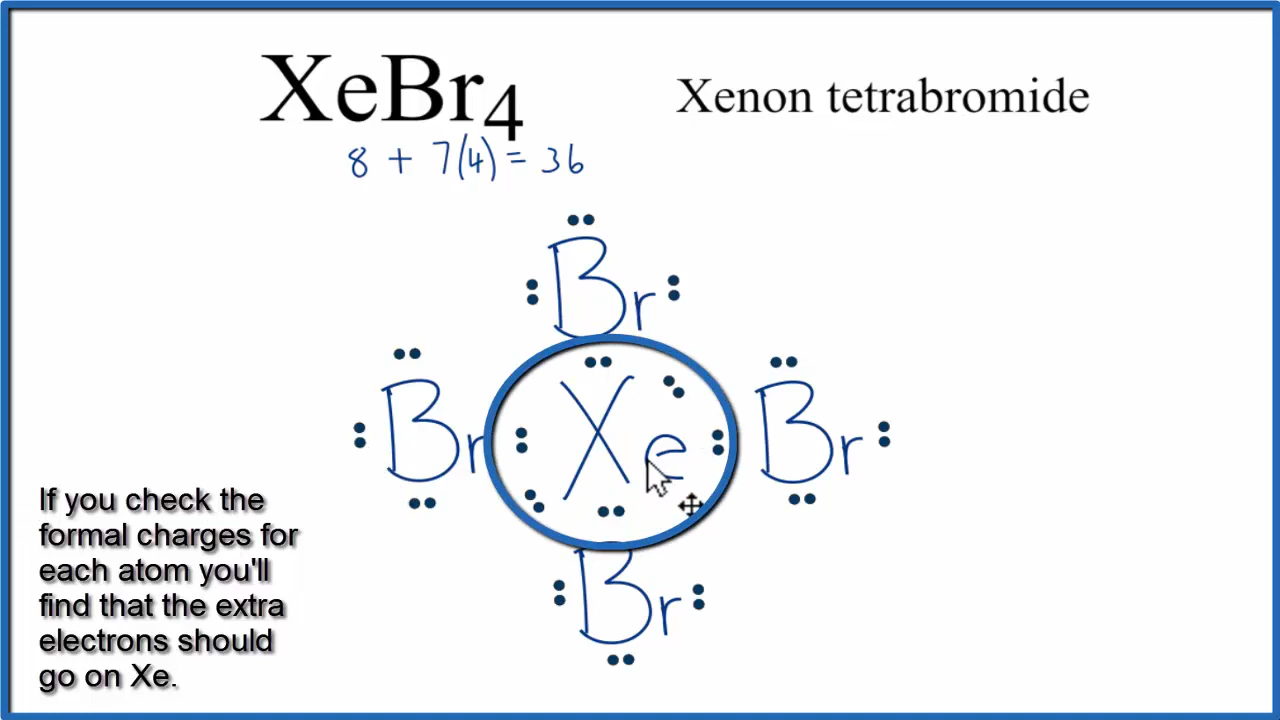 XeBr₄ Xenon tetrabromide
8 + 7(4) = 36
Br
Br Xe Br
Br
If you check the
formal charges for
each atom you'll
find that the extra
electrons should
go on Xe.